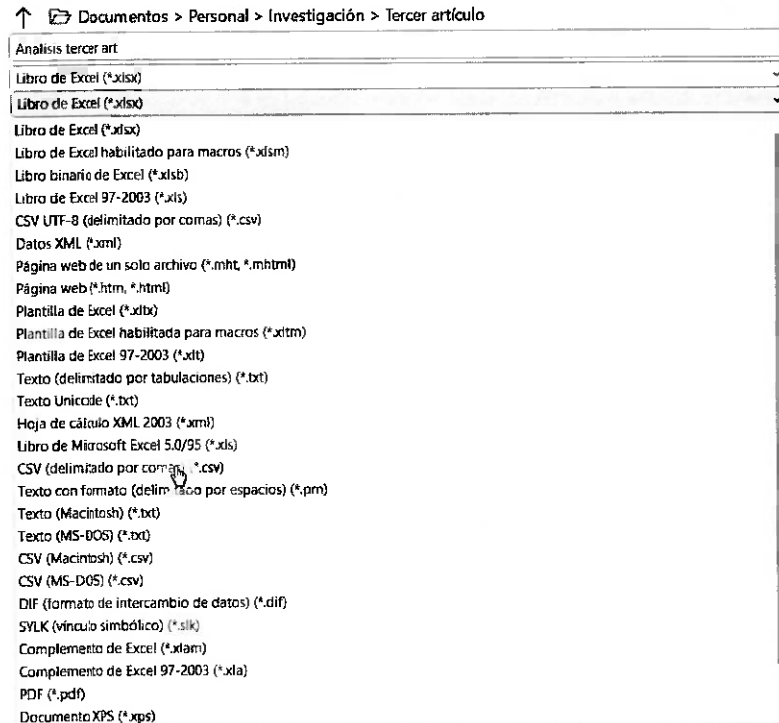 Documentos > Personal > Investigación > Tercer artículo
Analisis tercer art
Libro de Excel (*.xlsx)
Libro de Excel (*.xlsx)
Libro de Excel (*.xlsx)
Libro de Excel habilitado para macros (*.xlsm)
Libro binario de Excel (*.xlsb)
Libro de Excel 97-2003 (*.xls)
CSV UTF-8 (delimitado por comas) (*.csv)
Datos XML (*.xml)
Página web de un solo archivo (*.mht, *.mhtml)
Página web (*.htm, *.html)
Plantilla de Excel (*.xltx)
Plantilla de Excel habilitada para macros (*.xltm)
Plantilla de Excel 97-2003 (*.xlt)
Texto (delimitado por tabulaciones) (*.txt)
Texto Unicode (*.txt)
Hoja de cálculo XML 2003 (*.xml)
Libro de Microsoft Excel 5.0/95 (*.xls)
CSV (delimitado por comas) (*.csv)
Texto con formato (delimitado por espacios) (*.prn)
Texto (Macintosh) (*.txt)
Texto (MS-DOS) (*.txt)
CSV (Macintosh) (*.csv)
CSV (MS-DOS) (*.csv)
DIF (formato de intercambio de datos) (*.dif)
SYLK (vínculo simbólico) (*.slk)
Complemento de Excel (*.xlam)
Complemento de Excel 97-2003 (*.xla)
PDF (*.pdf)
Documento XPS (*.xps)